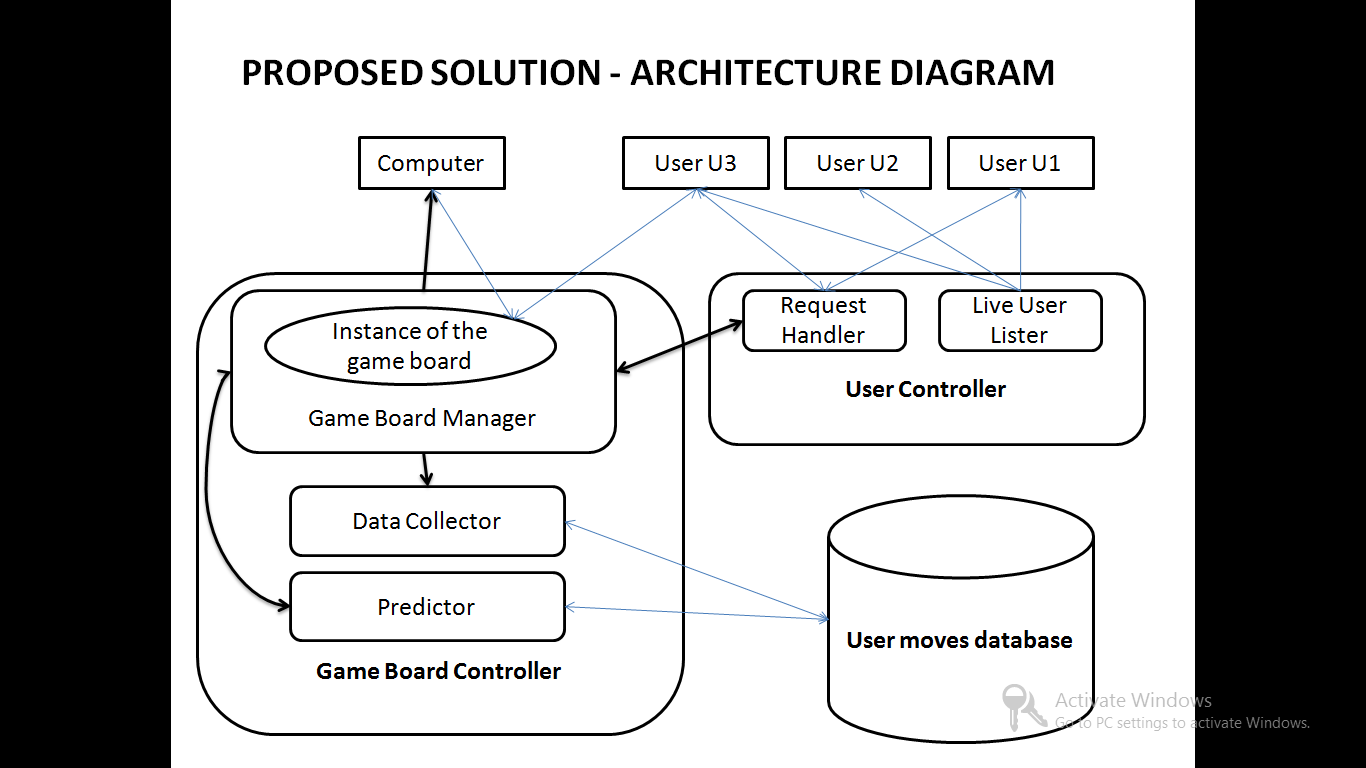 PROPOSED SOLUTION - ARCHITECTURE DIAGRAM
Computer
User U3
User U2
User U1
Instance of the
game board
Game Board Manager
Request
Handler
Live User
Lister
User Controller
Data Collector
Predictor
Game Board Controller
User moves database
Activate Windows
Go to PC settings to activate Windows.